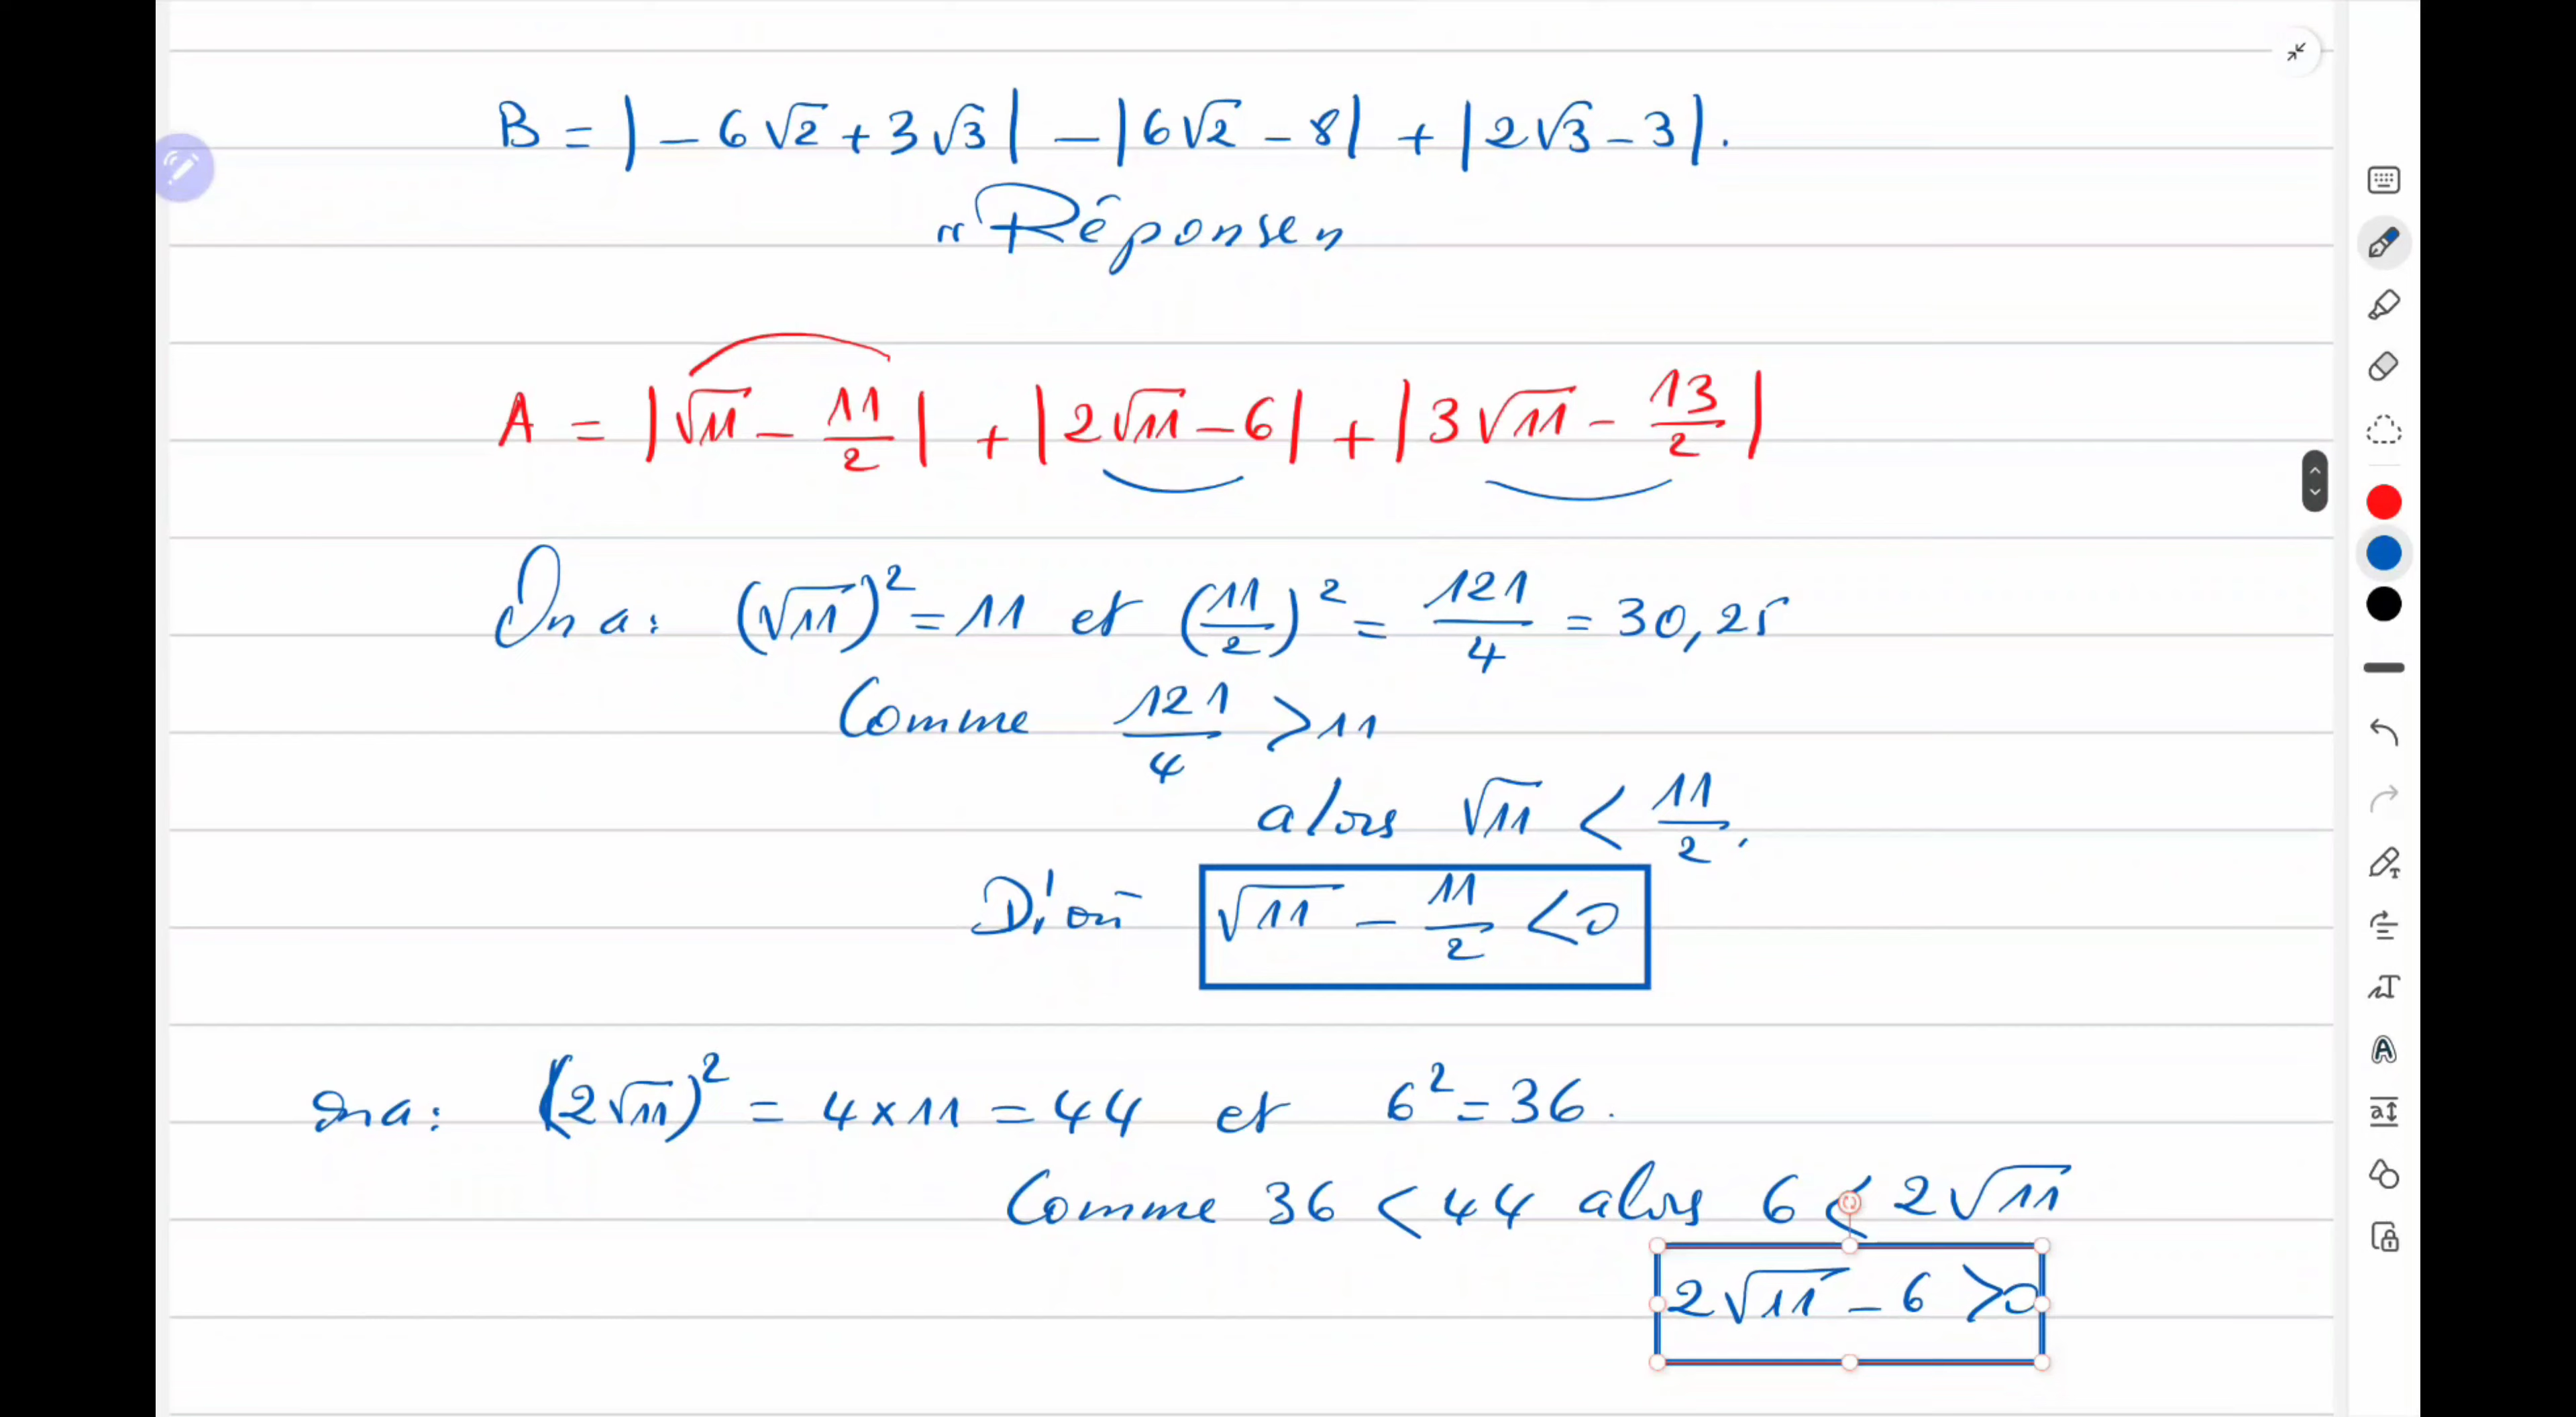 B = |-6√2 + 3√3| - |6√2 - 8| + |2√3 - 3|.
"Réponse"
A = |√11 - 11/2| + |2√11 - 6| + |3√11 - 13/2|
On a : (√11)² = 11 et (11/2)² = 121/4 = 30,25
Comme 121/4 > 11
alors √11 < 11/2.
D'où √11 - 11/2 < 0
on a : (2√11)² = 4 × 11 = 44 et 6² = 36.
Comme 36 < 44 alors 6 < 2√11
2√11 - 6 > 0